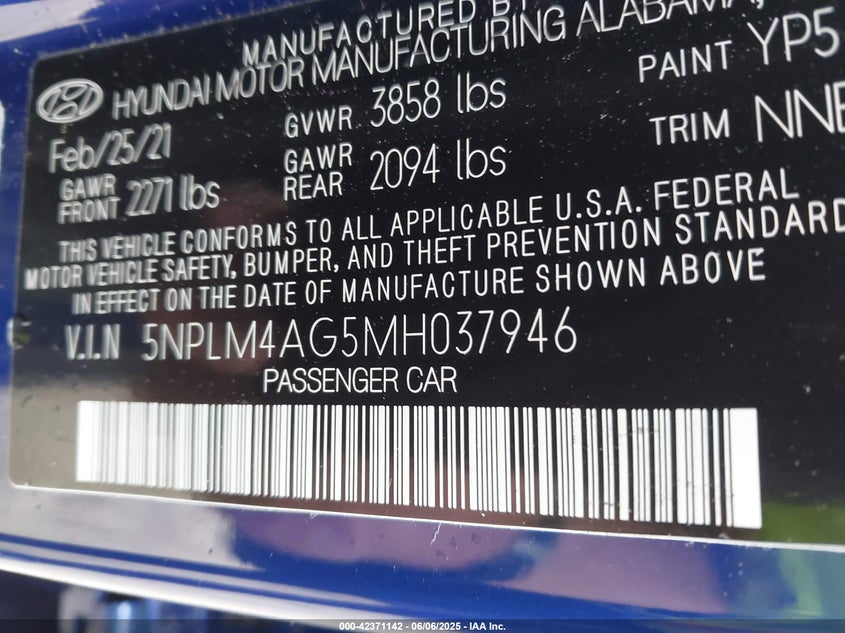 MANUFACTURED BY
HYUNDAI MOTOR MANUFACTURING ALABAMA,
Feb/25/21 GVWR 3858 lbs PAINT YP5
GAWR FRONT 2271 lbs GAWR REAR 2094 lbs TRIM NNB
THIS VEHICLE CONFORMS TO ALL APPLICABLE U.S.A. FEDERAL
MOTOR VEHICLE SAFETY, BUMPER, AND THEFT PREVENTION STANDARD
IN EFFECT ON THE DATE OF MANUFACTURE SHOWN ABOVE
V.I.N 5NPLM4AG5MH037946
PASSENGER CAR
000-42371142 - 06/06/2025 - IAA Inc.